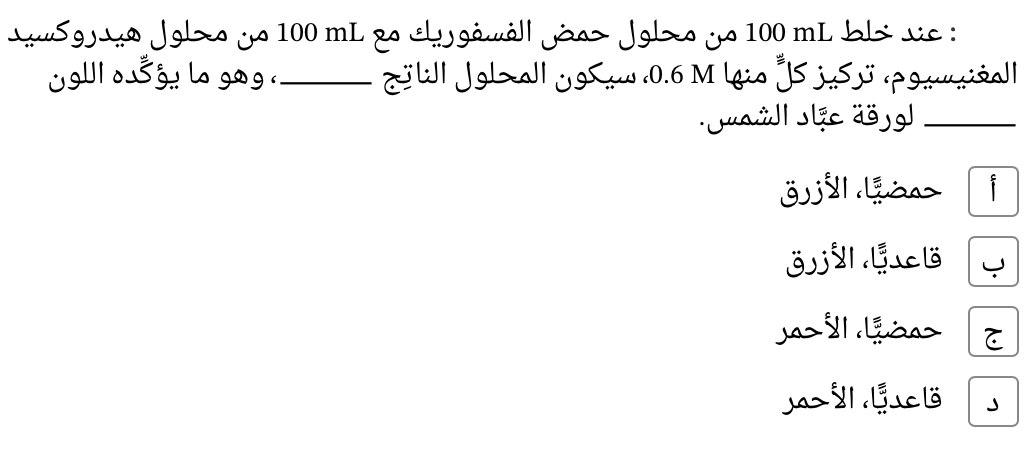 : عند خلط 100 mL من محلول حمض الفسفوريك مع 100 mL من محلول هيدروكسيد
المغنيسيوم، تركيز كلٍّ منها 0.6 M، سيكون المحلول الناتِج ______، وهو ما يؤكِّده اللون
______ لورقة عبَّاد الشمس.
أ حمضيًّا، الأزرق
ب قاعديًّا، الأزرق
ج حمضيًّا، الأحمر
د قاعديًّا، الأحمر